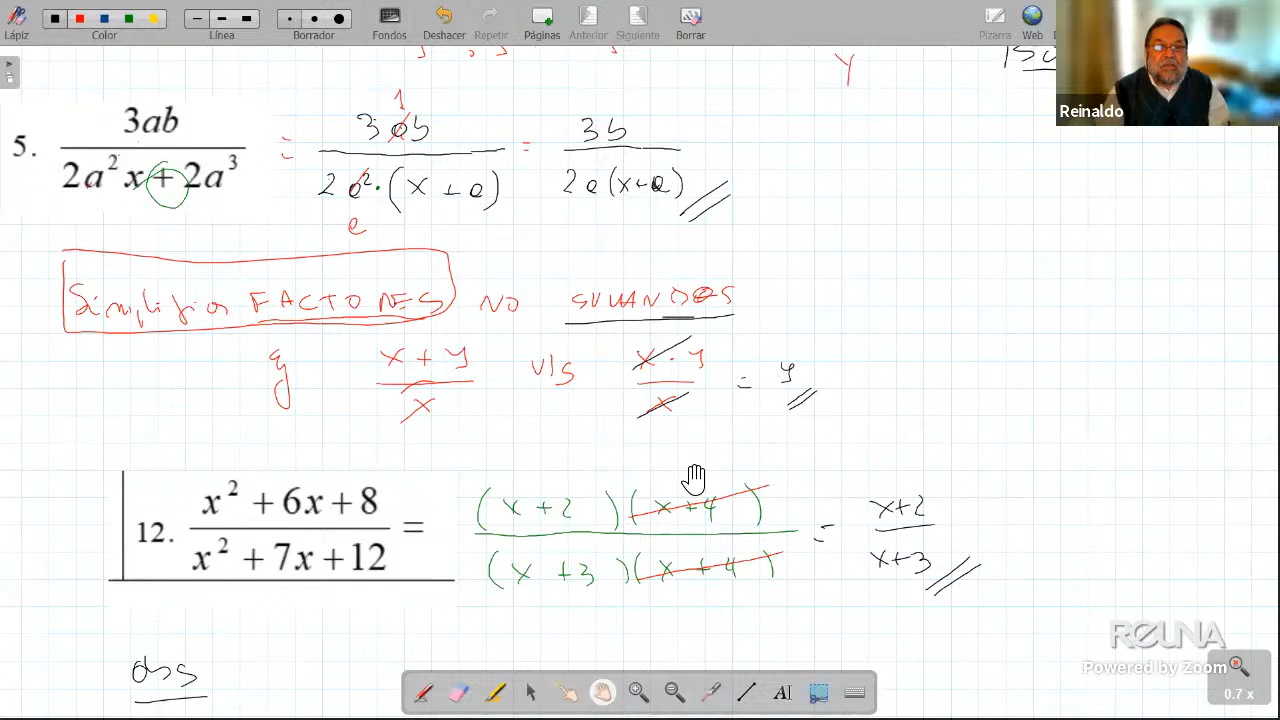 Lápiz Color Línea Borrador Fondos Deshacer Repetir Páginas Anterior Siguiente Borrar Pizarra Web
Reinaldo
y
5. 3ab / 2a²x + 2a³ = 3ab / 2a² · (x + a) = 3b / 2a(x+a)
1
a
Simplificar FACTORES NO SUMANDOS
x + y / x v/s x · y / x = y
12. x² + 6x + 8 / x² + 7x + 12 = (x + 2)(x + 4) / (x + 3)(x + 4) = x+2 / x+3
obs
REUNA
Powered by Zoom
0.7 x